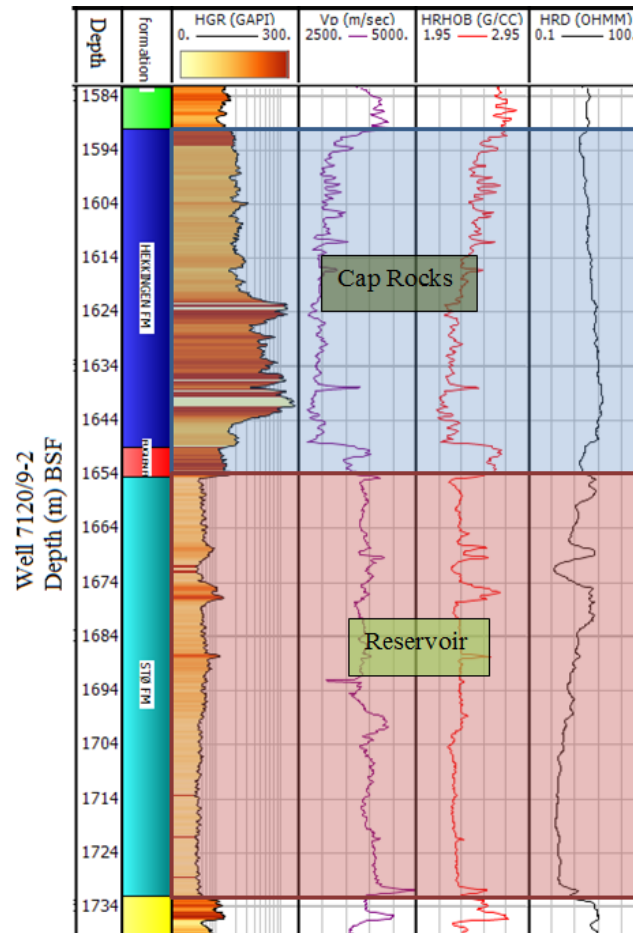 Depth
formation
HGR (GAPI)
0. 300.
Vp (m/sec)
2500. 5000.
HRHOB (G/CC)
1.95 2.95
HRD (OHMM)
0.1 100.
1584
1594
1604
1614
1624
1634
1644
1654
1664
1674
1684
1694
1704
1714
1724
1734
HEKKINGEN FM
STØ FM
Cap Rocks
Reservoir
Well 7120/9-2
Depth (m) BSF